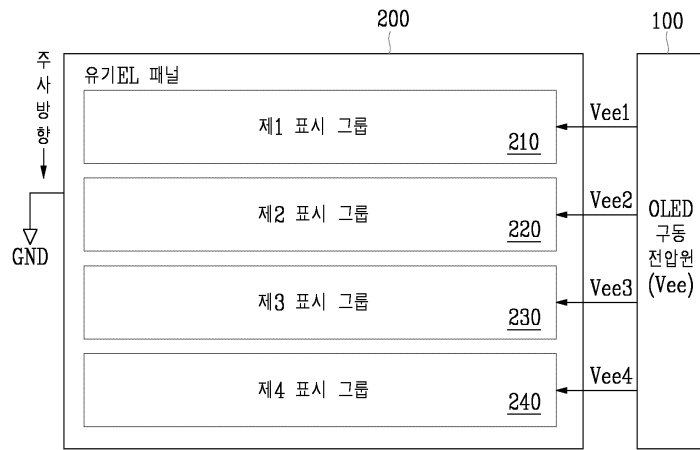 200
100
주사방향
유기EL 패널
제1 표시 그룹
210
Vee1
제2 표시 그룹
220
Vee2
OLED
구동
전압원
(Vee)
GND
제3 표시 그룹
230
Vee3
제4 표시 그룹
240
Vee4